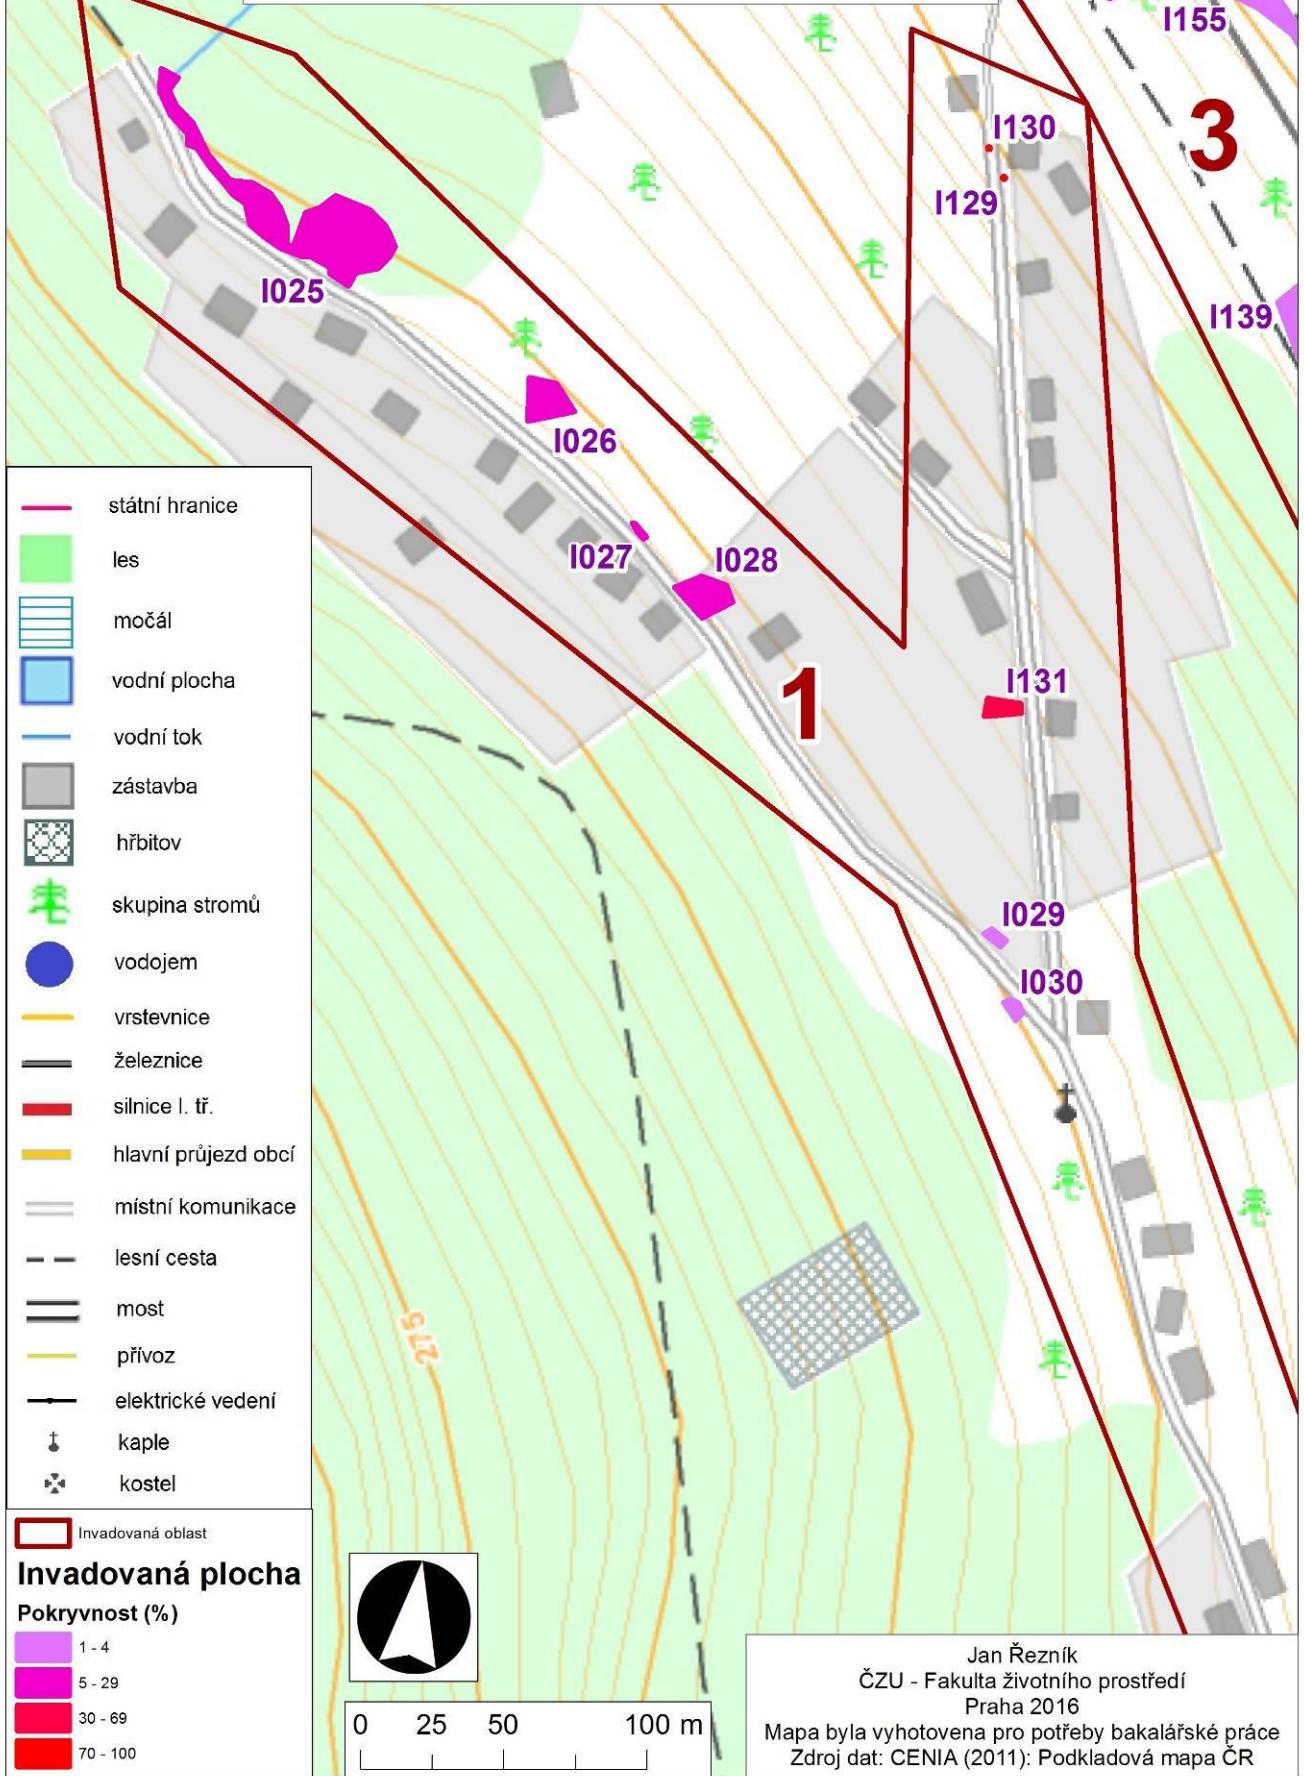 I155
I130
3
I129
I025
I139
I026
I027
I028
1
I131
I029
I030
275
státní hranice
les
močál
vodní plocha
vodní tok
zástavba
hřbitov
skupina stromů
vodojem
vrstevnice
železnice
silnice I. tř.
hlavní průjezd obcí
místní komunikace
lesní cesta
most
přívoz
elektrické vedení
kaple
kostel
Invadovaná oblast
Invadovaná plocha
Pokryvnost (%)
1 - 4
5 - 29
30 - 69
70 - 100
0 25 50 100 m
Jan Řezník
ČZU - Fakulta životního prostředí
Praha 2016
Mapa byla vyhotovena pro potřeby bakalářské práce
Zdroj dat: CENIA (2011): Podkladová mapa ČR